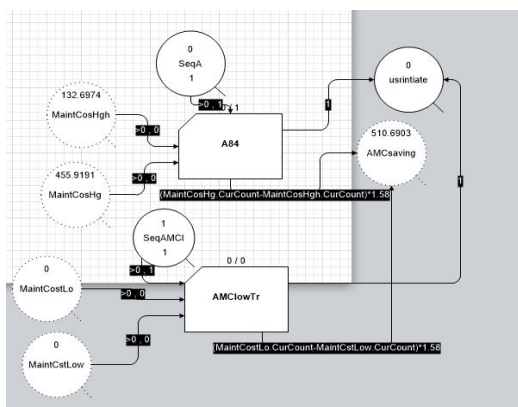 0
SeqA
1
0
usrintiate
132.6974
MaintCosHgh
>0 , 1
0 / 1
1
>0 , 0
A84
510.6903
AMCsaving
455.9191
MaintCosHg
>0 , 0
1
(MaintCosHg.CurCount-MaintCosHgh.CurCount)*1.58
1
SeqAMCl
1
0 / 0
>0 , 1
0
MaintCostLo
>0 , 0
AMClowTr
>0 , 0
0
MaintCstLow
(MaintCostLo.CurCount-MaintCstLow.CurCount)*1.58